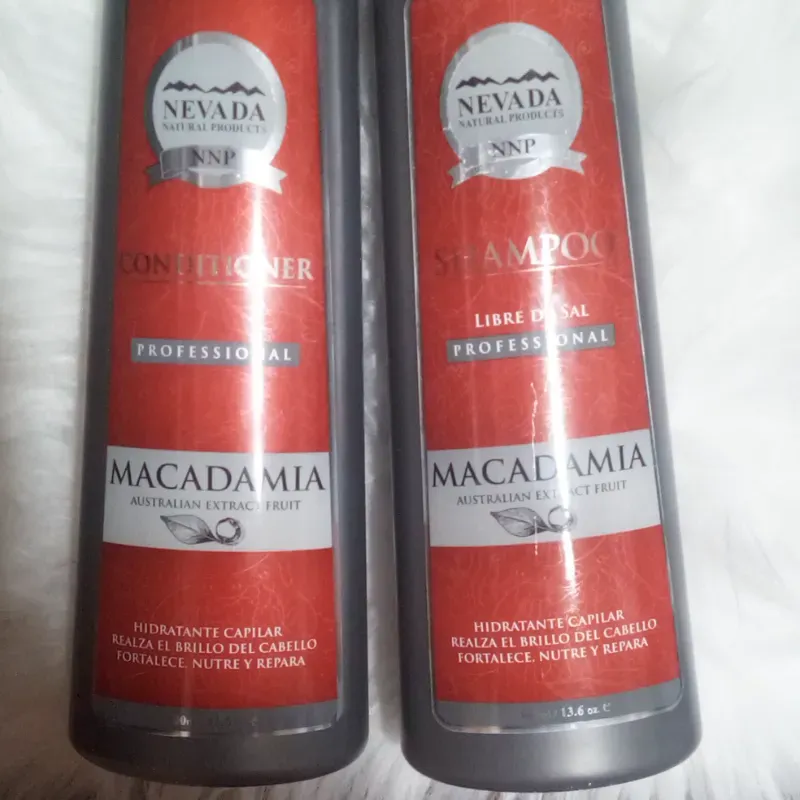 NEVADA
NATURAL PRODUCTS
NNP
CONDITIONER
PROFESSIONAL
MACADAMIA
AUSTRALIAN EXTRACT FRUIT
HIDRATANTE CAPILAR
REALZA EL BRILLO DEL CABELLO
FORTALECE, NUTRE Y REPARA
NEVADA
NATURAL PRODUCTS
NNP
SHAMPOO
LIBRE DE SAL
PROFESSIONAL
MACADAMIA
AUSTRALIAN EXTRACT FRUIT
HIDRATANTE CAPILAR
REALZA EL BRILLO DEL CABELLO
FORTALECE, NUTRE Y REPARA
13.6 oz. ℮